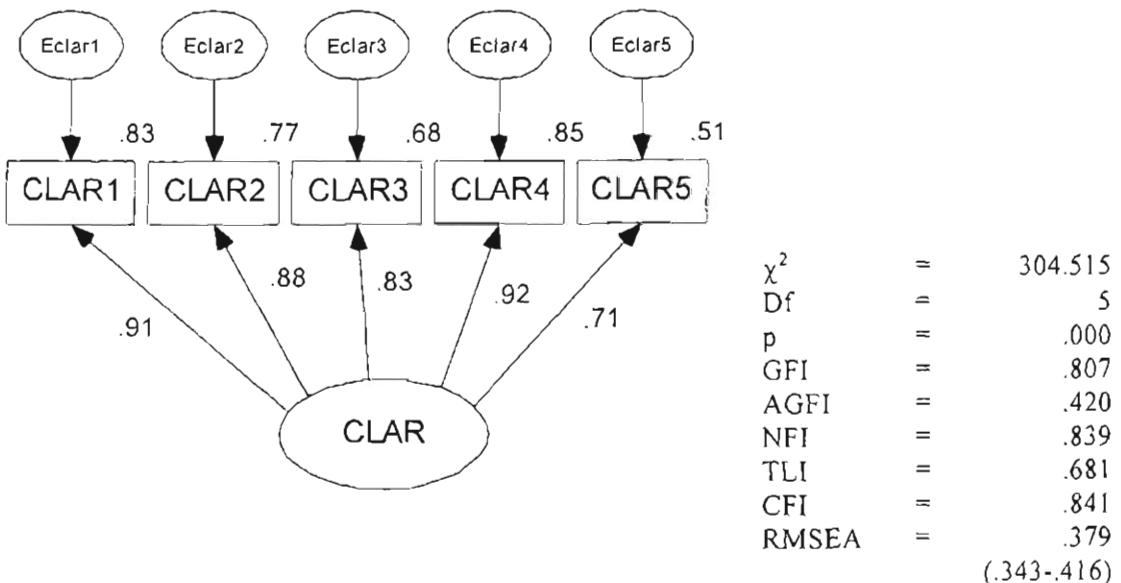 Eclar1 Eclar2 Eclar3 Eclar4 Eclar5
.83 .77 .68 .85 .51
CLAR1 CLAR2 CLAR3 CLAR4 CLAR5
.91 .88 .83 .92 .71
CLAR
χ² = 304.515
Df = 5
p = .000
GFI = .807
AGFI = .420
NFI = .839
TLI = .681
CFI = .841
RMSEA = .379
(.343-.416)